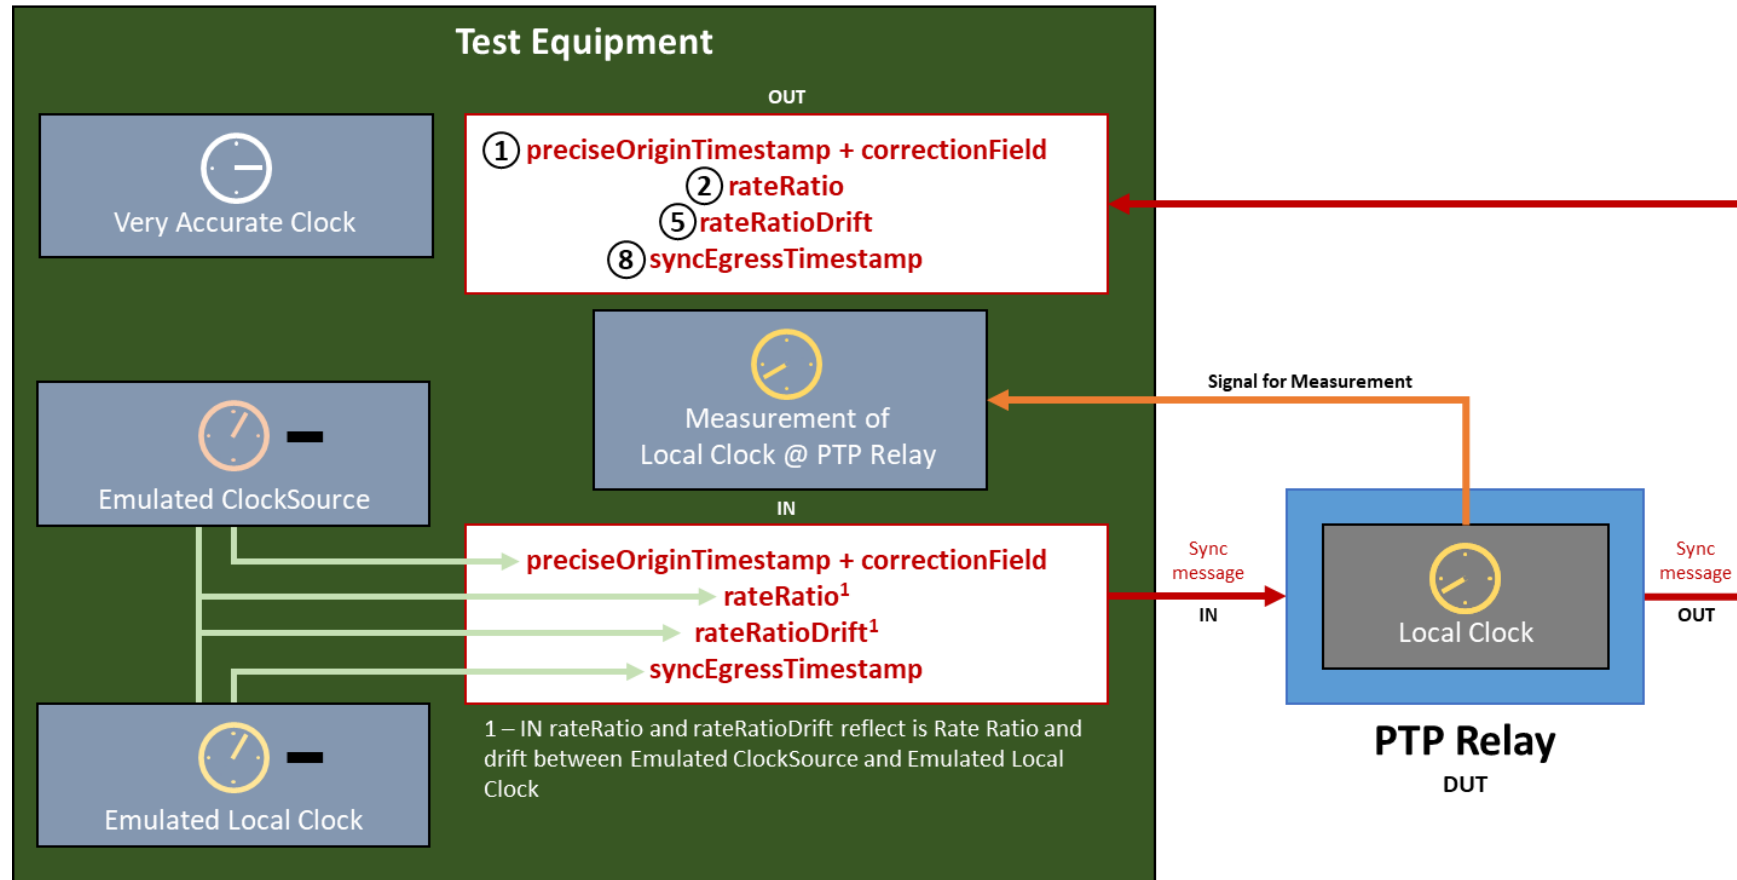 Test Equipment
OUT
① preciseOriginTimestamp + correctionField
② rateRatio
⑤ rateRatioDrift
⑧ syncEgressTimestamp
Very Accurate Clock
Signal for Measurement
Measurement of
Local Clock @ PTP Relay
Emulated ClockSource
IN
preciseOriginTimestamp + correctionField
rateRatio¹
rateRatioDrift¹
syncEgressTimestamp
Sync
message
IN
Local Clock
Sync
message
OUT
1 – IN rateRatio and rateRatioDrift reflect is Rate Ratio and
drift between Emulated ClockSource and Emulated Local
Clock
Emulated Local Clock
PTP Relay
DUT